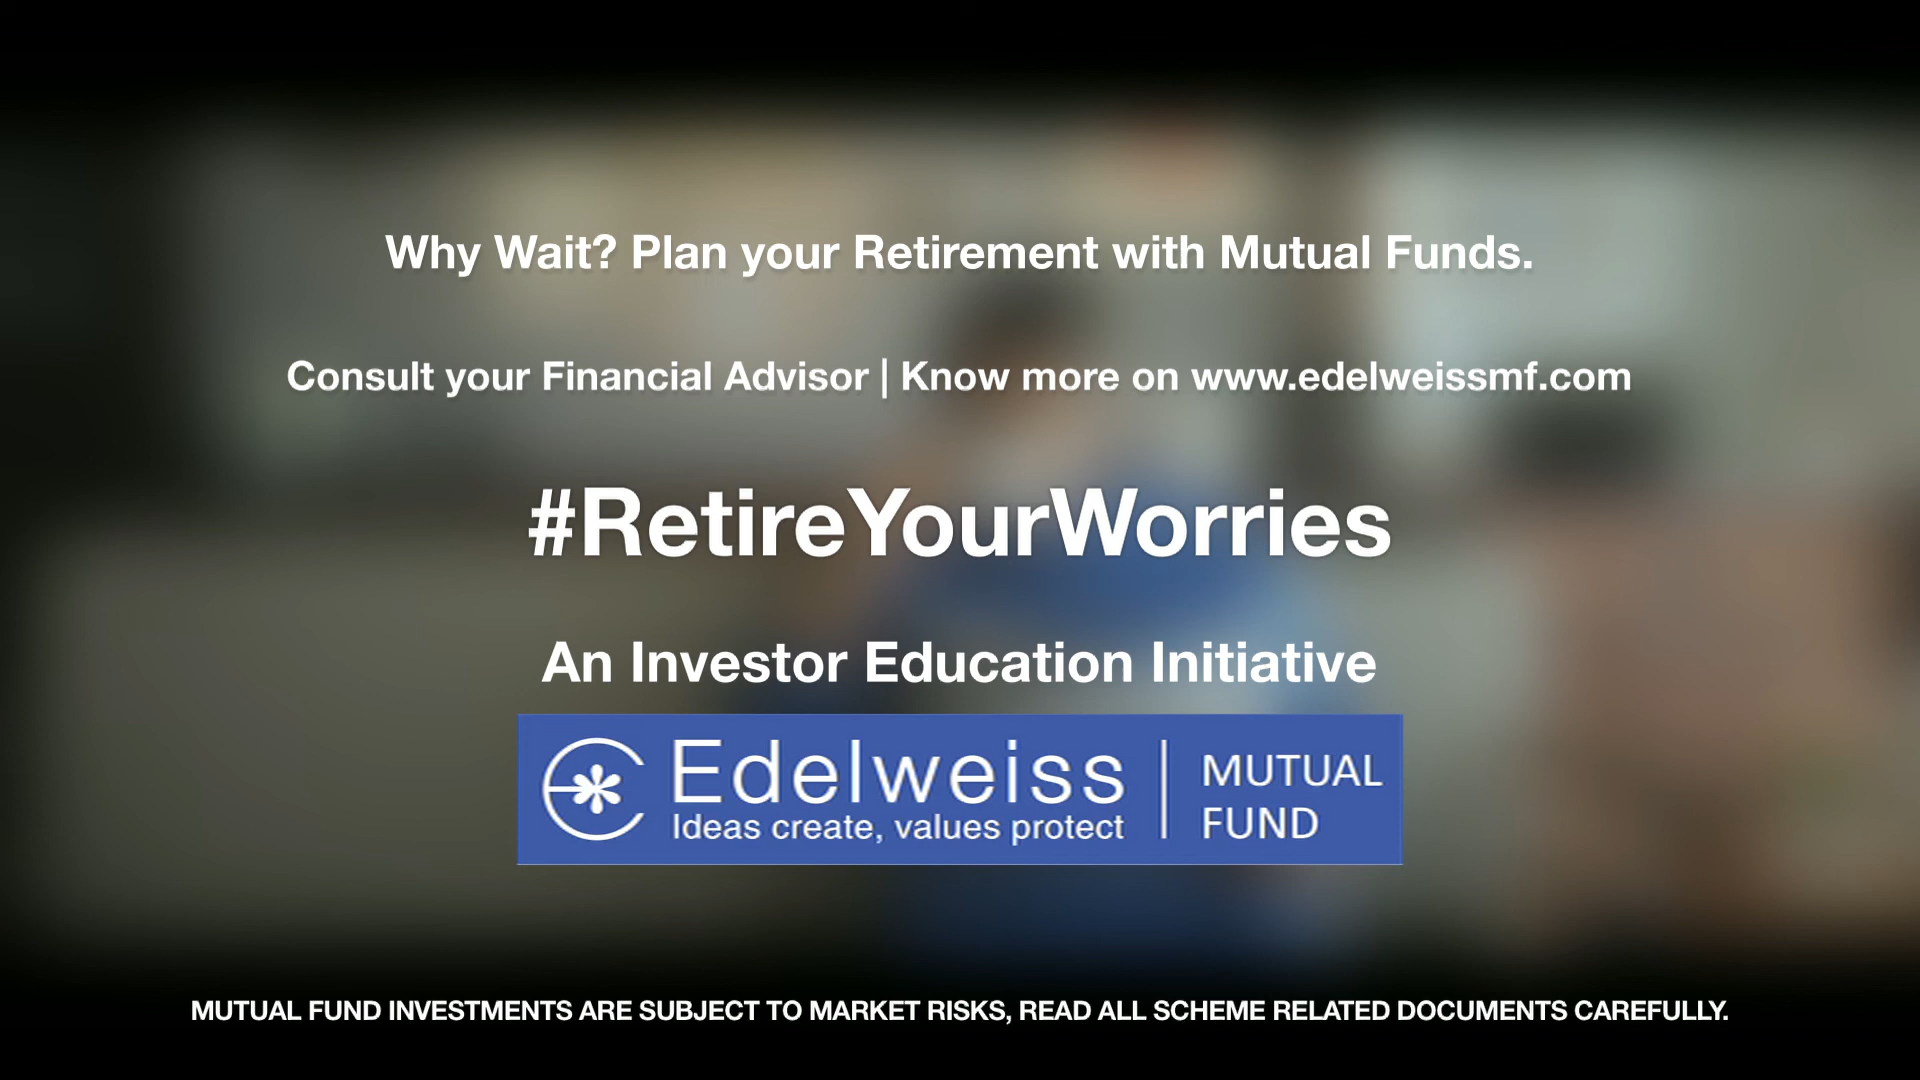 Why Wait? Plan your Retirement with Mutual Funds.
Consult your Financial Advisor | Know more on www.edelweissmf.com
#RetireYourWorries
An Investor Education Initiative
Edelweiss
Ideas create, values protect
MUTUAL
FUND
MUTUAL FUND INVESTMENTS ARE SUBJECT TO MARKET RISKS, READ ALL SCHEME RELATED DOCUMENTS CAREFULLY.